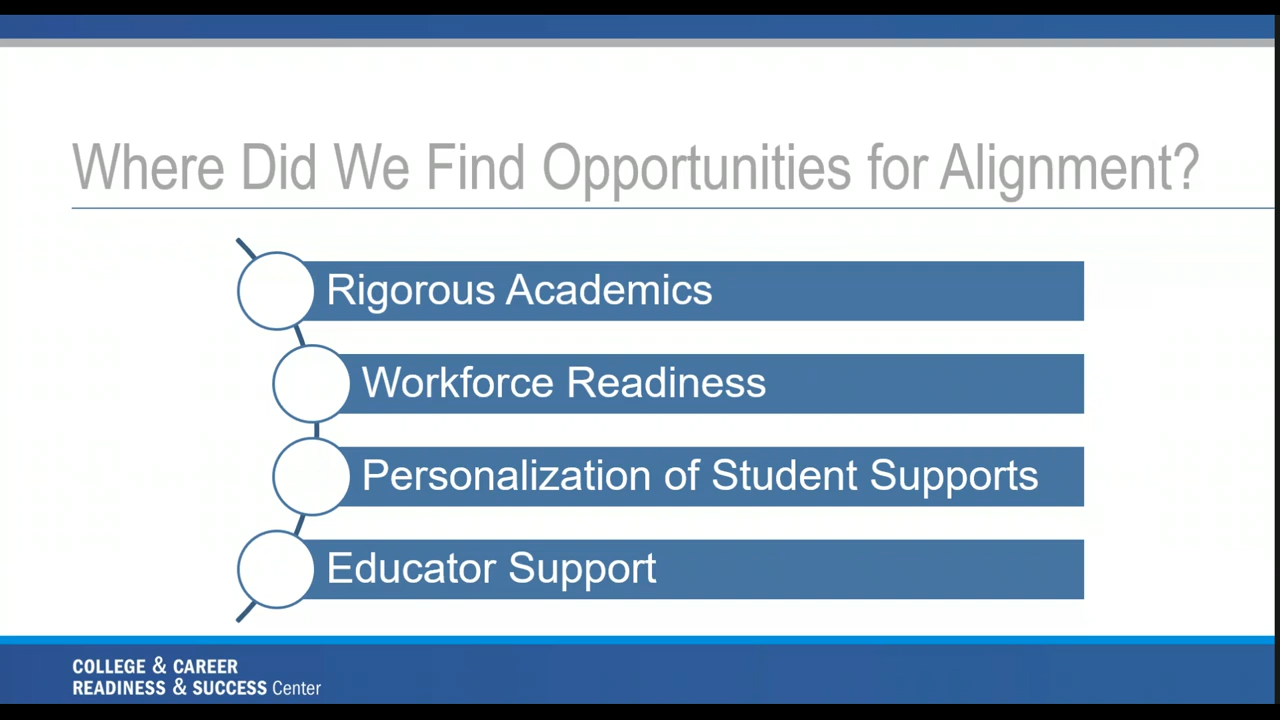 Where Did We Find Opportunities for Alignment?
Rigorous Academics
Workforce Readiness
Personalization of Student Supports
Educator Support
COLLEGE & CAREER
READINESS & SUCCESS Center